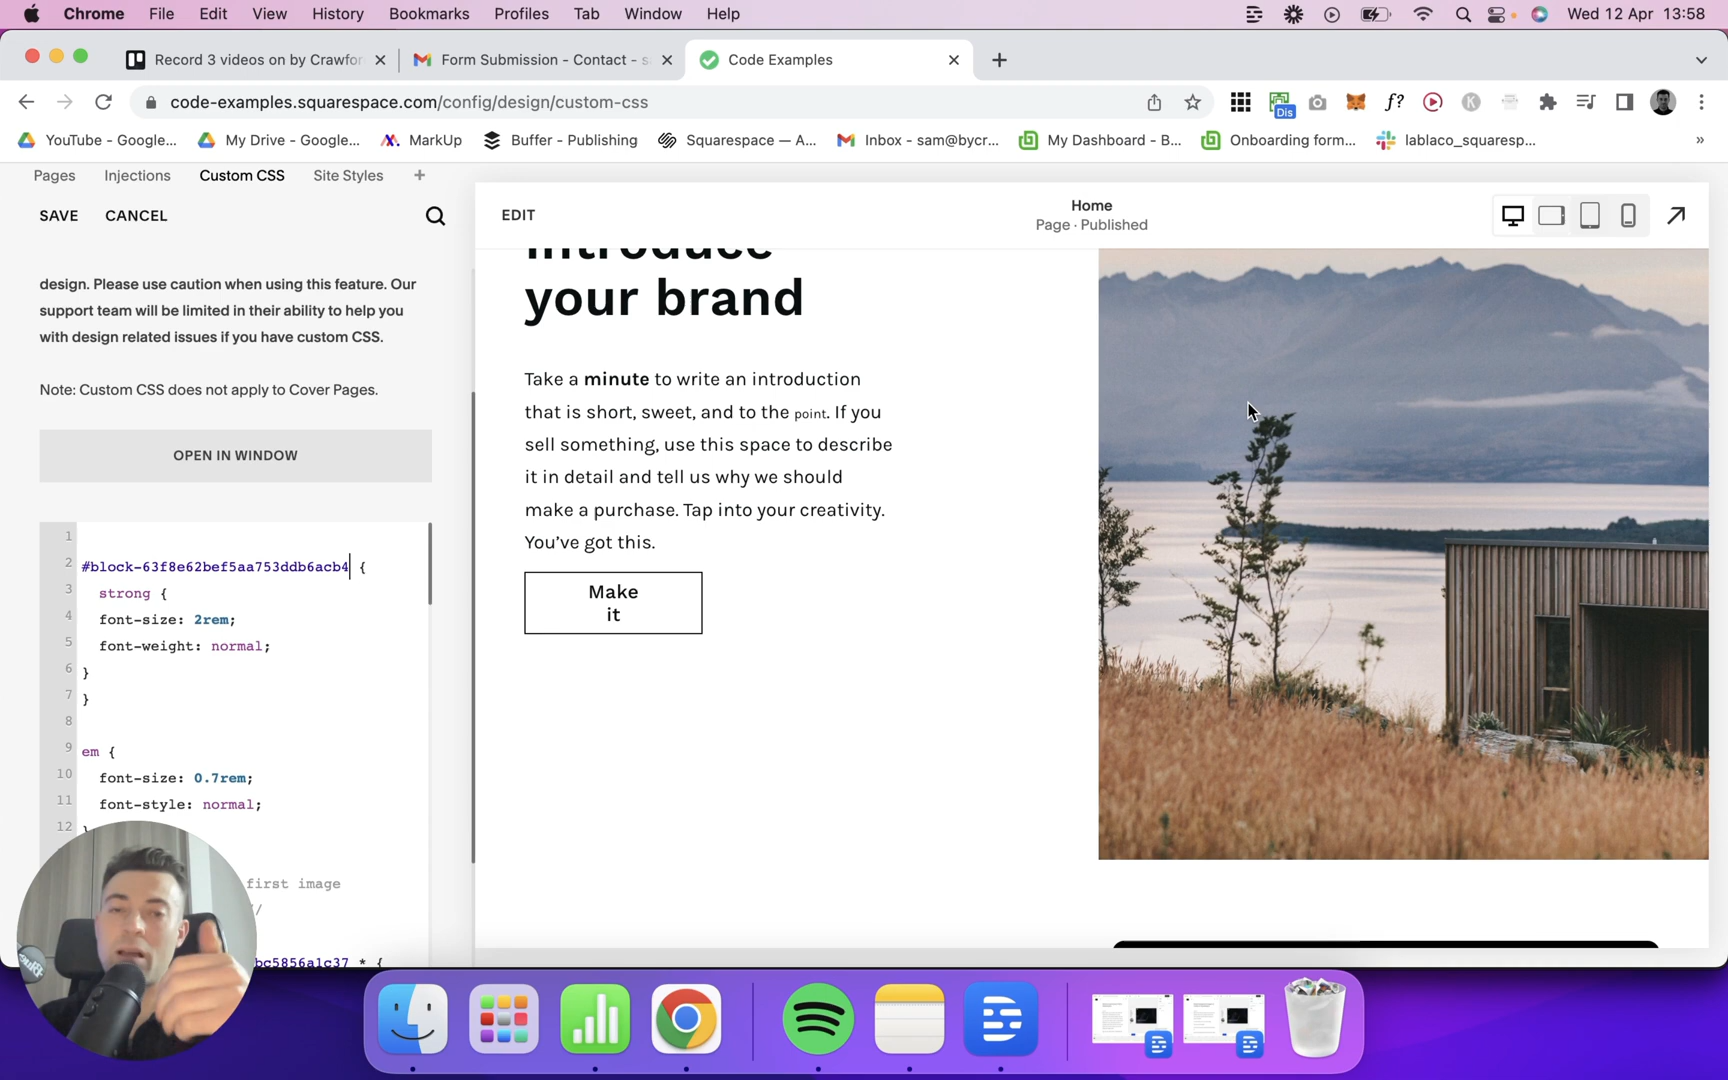 Chrome File Edit View History Bookmarks Profiles Tab Window Help Wed 12 Apr 13:58
Record 3 videos on by Crawfor
Form Submission - Contact - s
Code Examples
code-examples.squarespace.com/config/design/custom-css
f?
Dis
K
YouTube - Google...
My Drive - Google...
MarkUp
Buffer - Publishing
Squarespace — A...
Inbox - sam@bycr...
My Dashboard - B...
Onboarding form...
lablaco_squaresp...
»
Pages Injections Custom CSS Site Styles +
SAVE CANCEL
design. Please use caution when using this feature. Our
support team will be limited in their ability to help you
with design related issues if you have custom CSS.
Note: Custom CSS does not apply to Cover Pages.
OPEN IN WINDOW
1
2 #block-63f8e62bef5aa753ddb6acb4 {
3 strong {
4 font-size: 2rem;
5 font-weight: normal;
6 }
7 }
8
9 em {
10 font-size: 0.7rem;
11 font-style: normal;
12 }
first image
/
bc5856a1c37 * {
EDIT
Home
Page · Published
Introduce
your brand
Take a minute to write an introduction
that is short, sweet, and to the point. If you
sell something, use this space to describe
it in detail and tell us why we should
make a purchase. Tap into your creativity.
You've got this.
Make
it